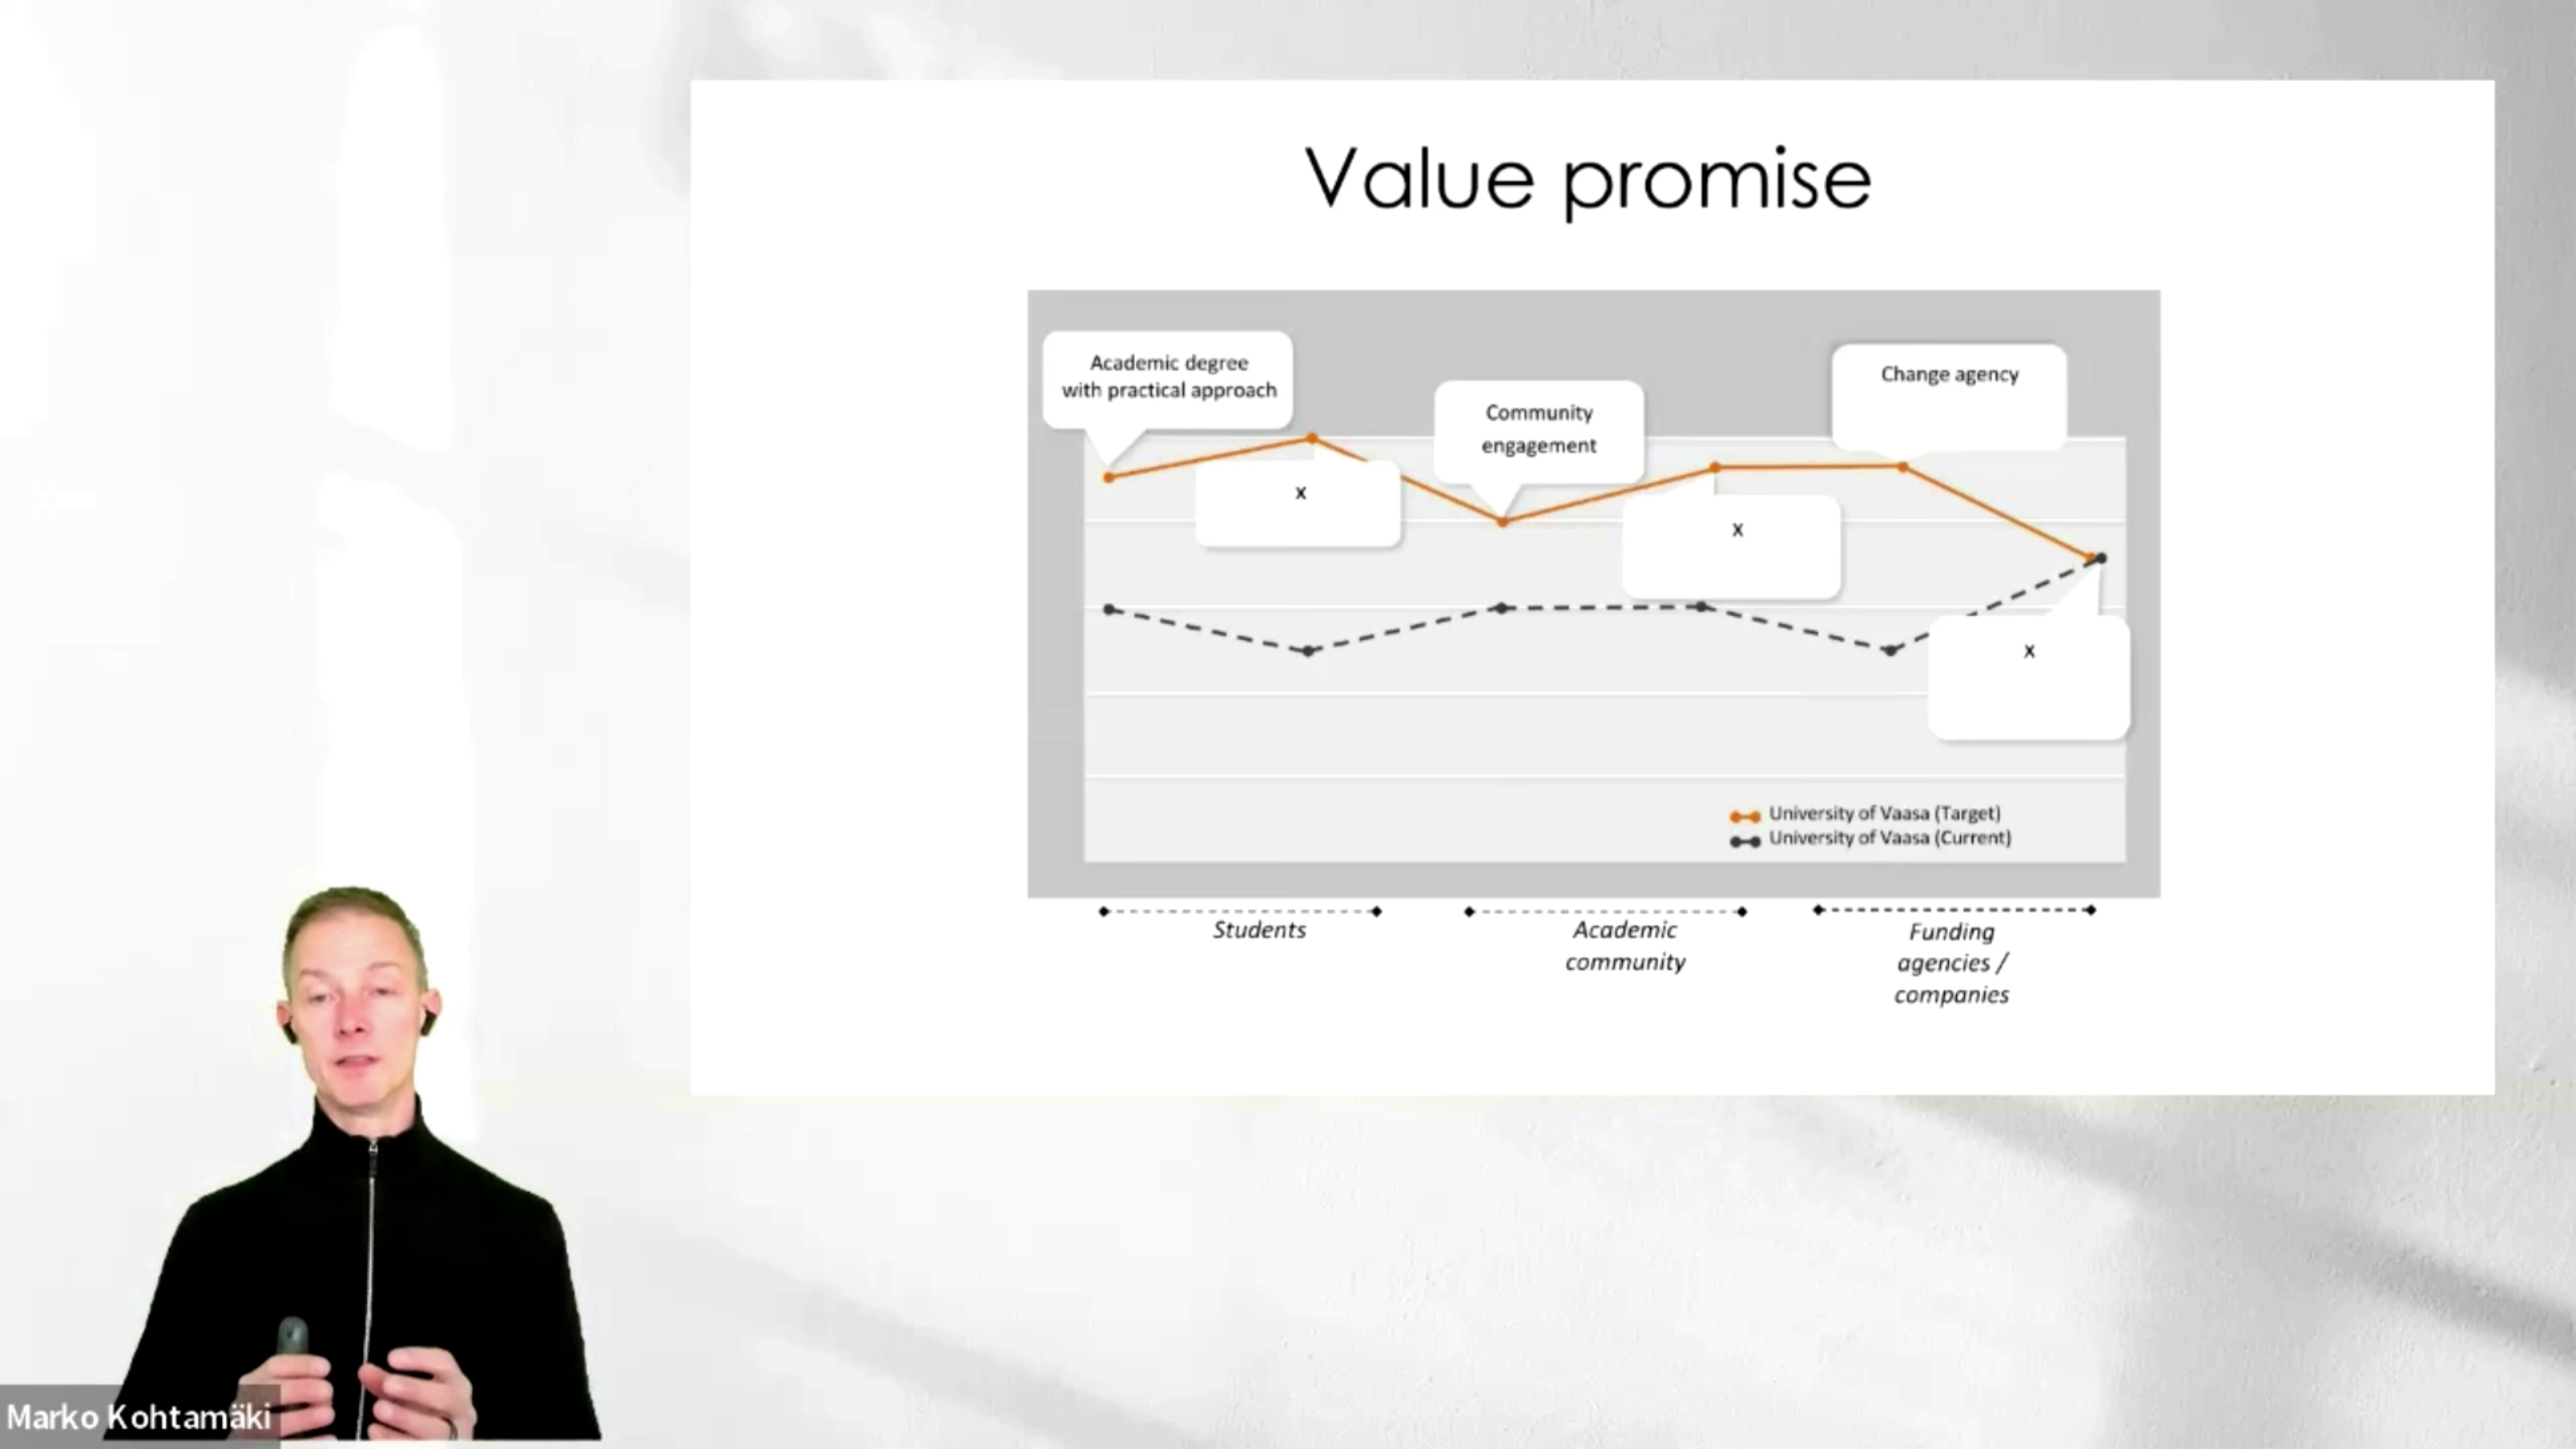 Value promise
Academic degree
with practical approach
x
Community
engagement
x
Change agency
x
University of Vaasa (Target)
University of Vaasa (Current)
Students
Academic
community
Funding
agencies /
companies
Marko Kohtamäki